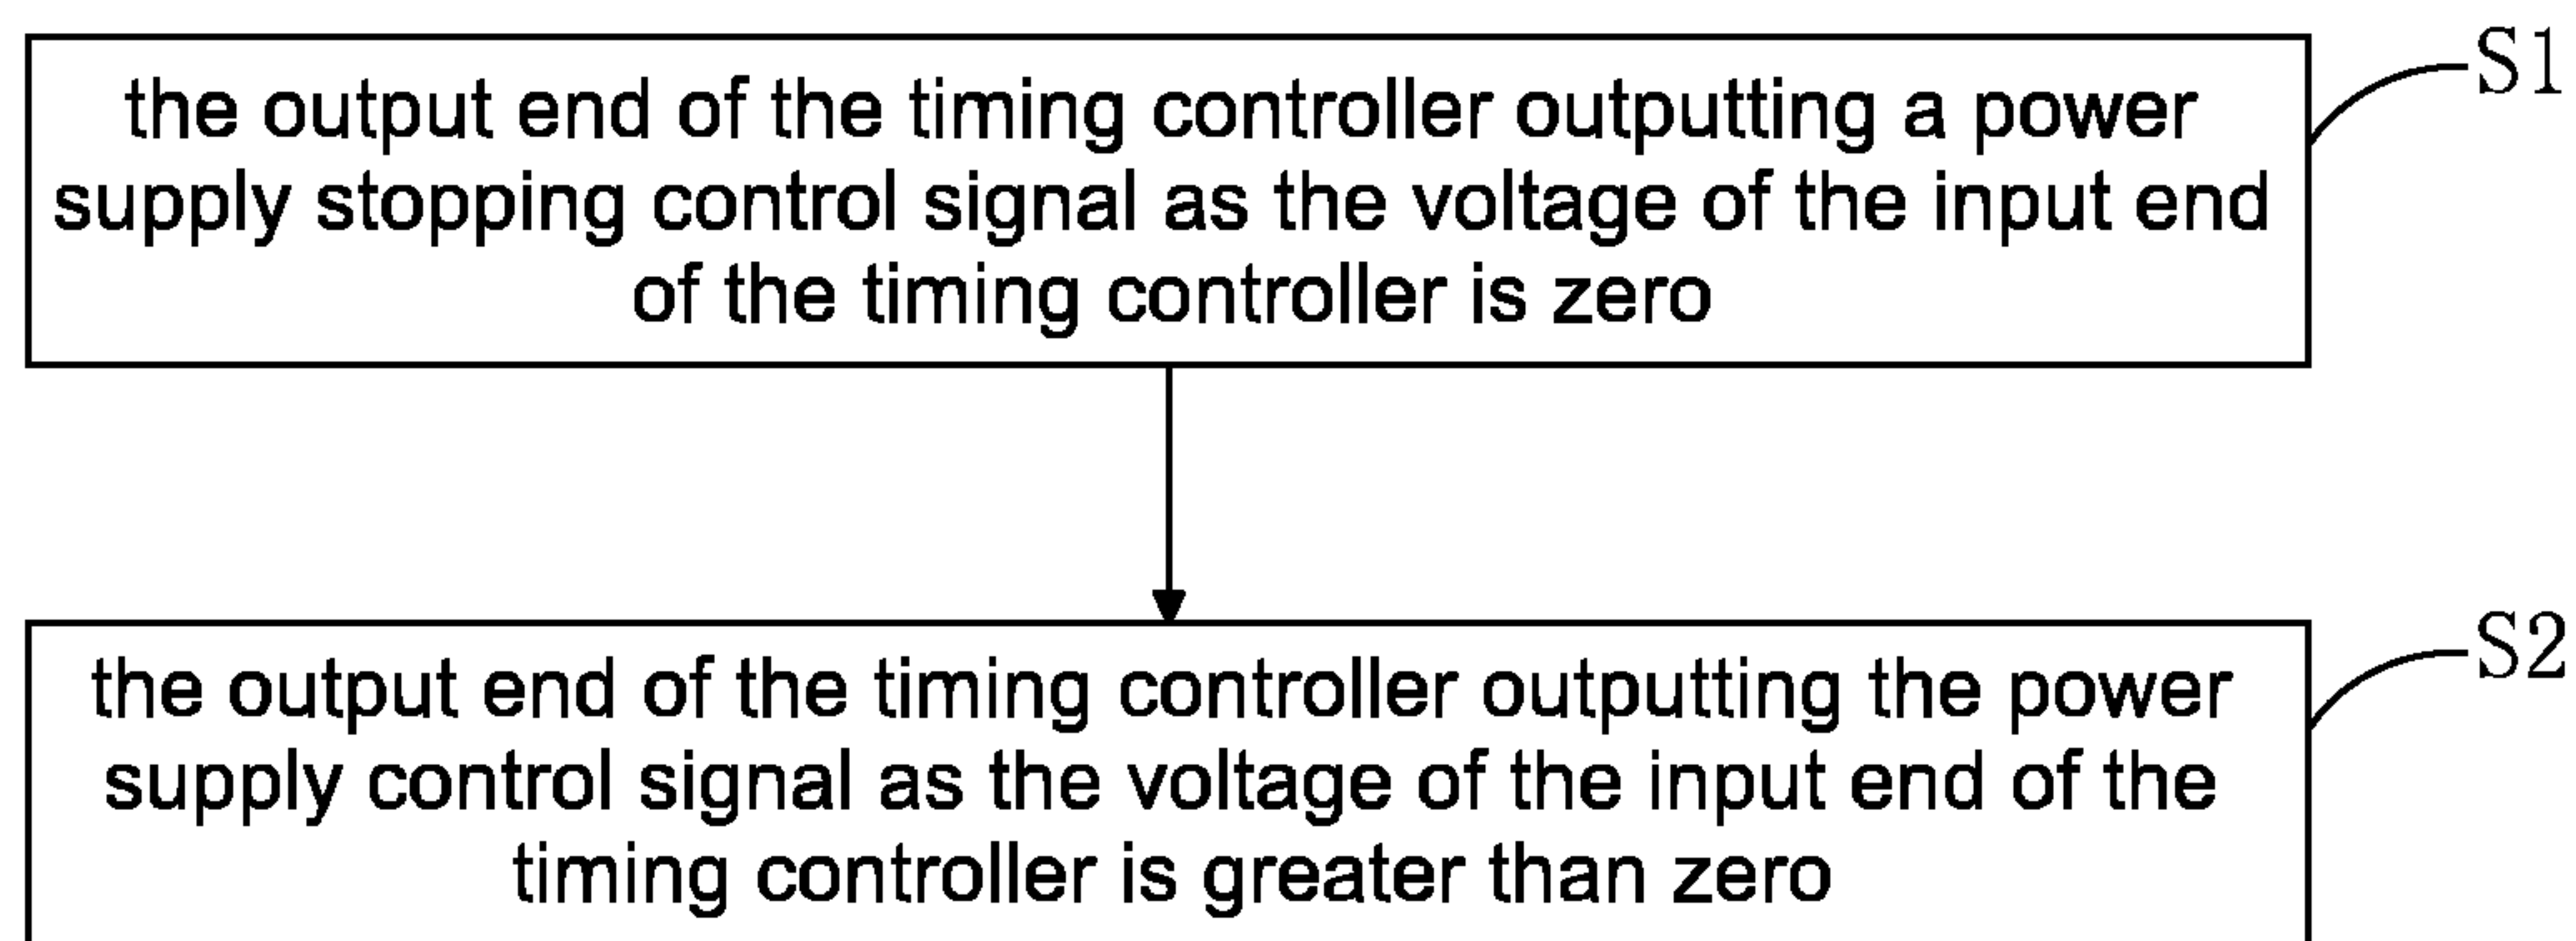 the output end of the timing controller outputting a power
supply stopping control signal as the voltage of the input end
of the timing controller is zero
S1
the output end of the timing controller outputting the power
supply control signal as the voltage of the input end of the
timing controller is greater than zero
S2